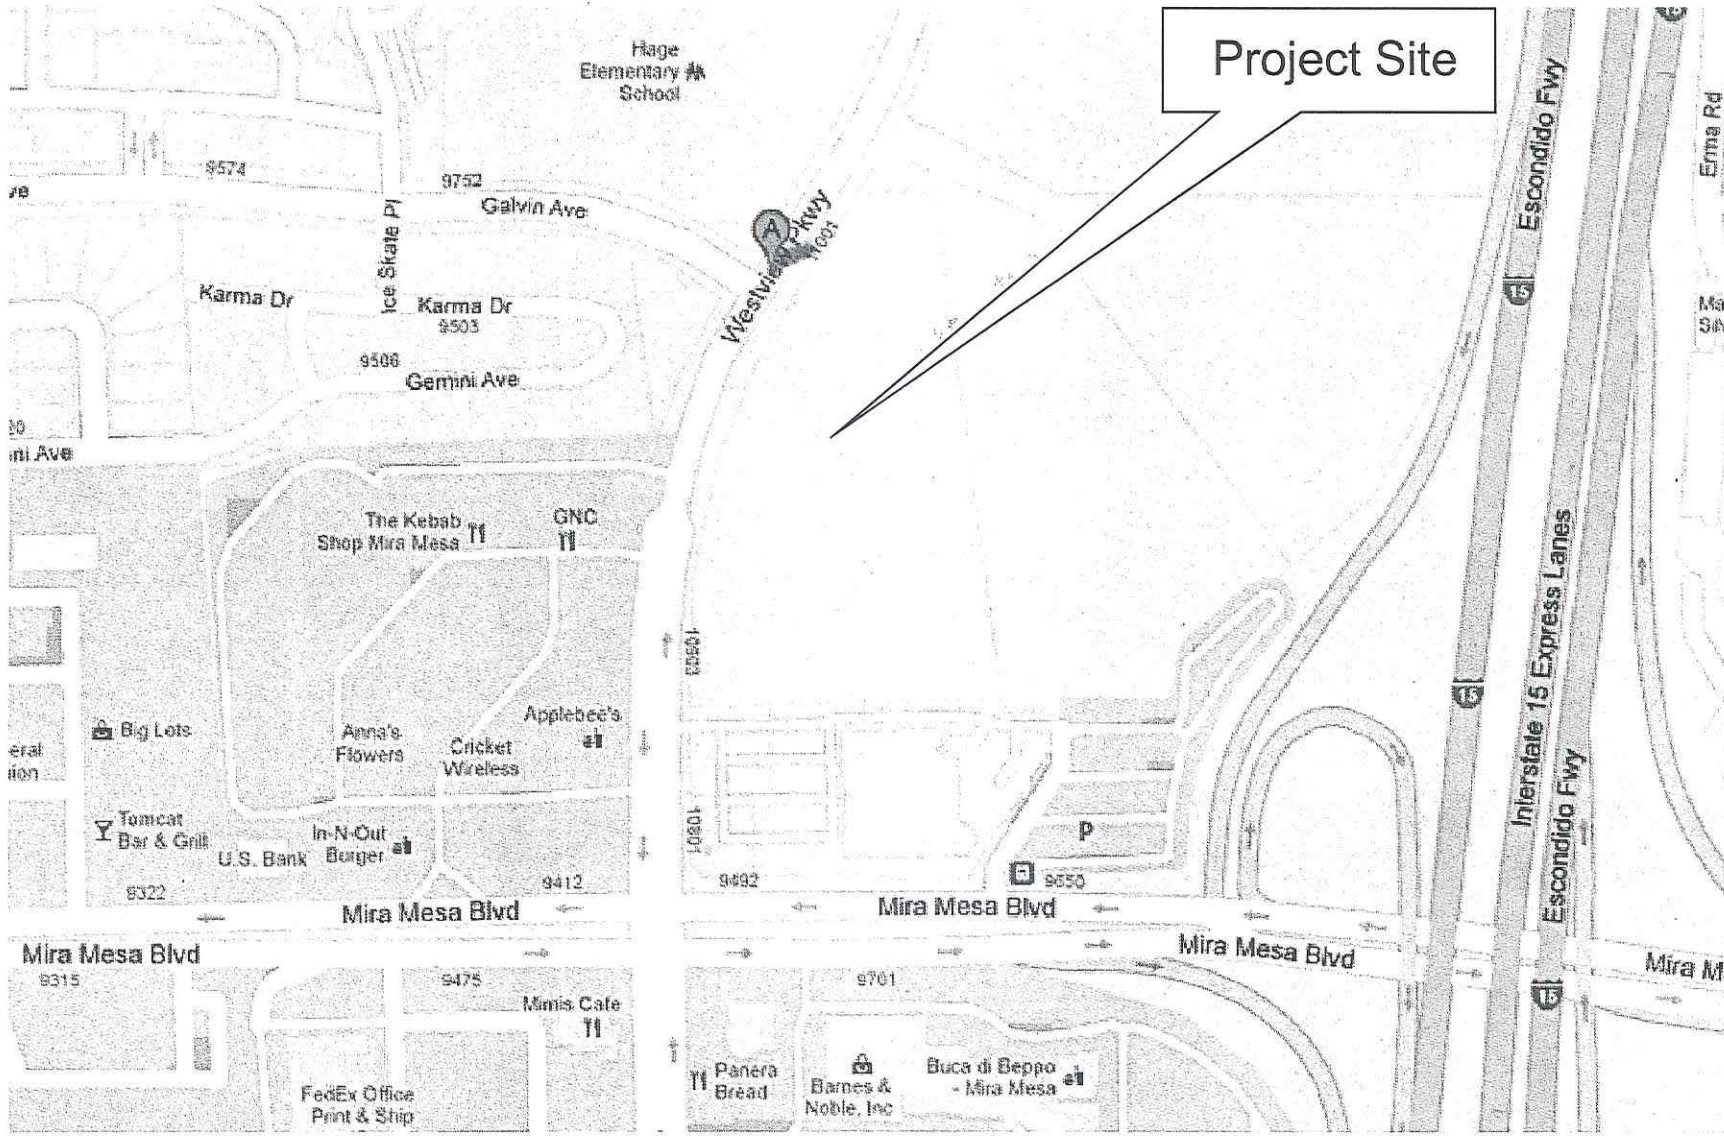 Project Site
Hage
Elementary
School
Escondido Fwy
Erma Rd
9574
9752
Galvin Ave
Ice Skate Pl
A
Westview Pkwy
Karma Dr
Karma Dr
9503
9506
Gemini Ave
15
The Kebab
Shop Mira Mesa
GNC
Interstate 15 Express Lanes
10603
15
Big Lots
Anna's
Flowers
Cricket
Wireless
Applebee's
Escondido Fwy
Tomcat
Bar & Grill
U.S. Bank
In-N-Out
Burger
10601
P
9322
9412
9492
9650
Mira Mesa Blvd
Mira Mesa Blvd
Mira Mesa Blvd
Mira Mesa Blvd
Mira M
9315
9475
9701
15
Mimis Cafe
FedEx Office
Print & Ship
Panera
Bread
Barnes &
Noble, Inc
Buca di Beppo
- Mira Mesa